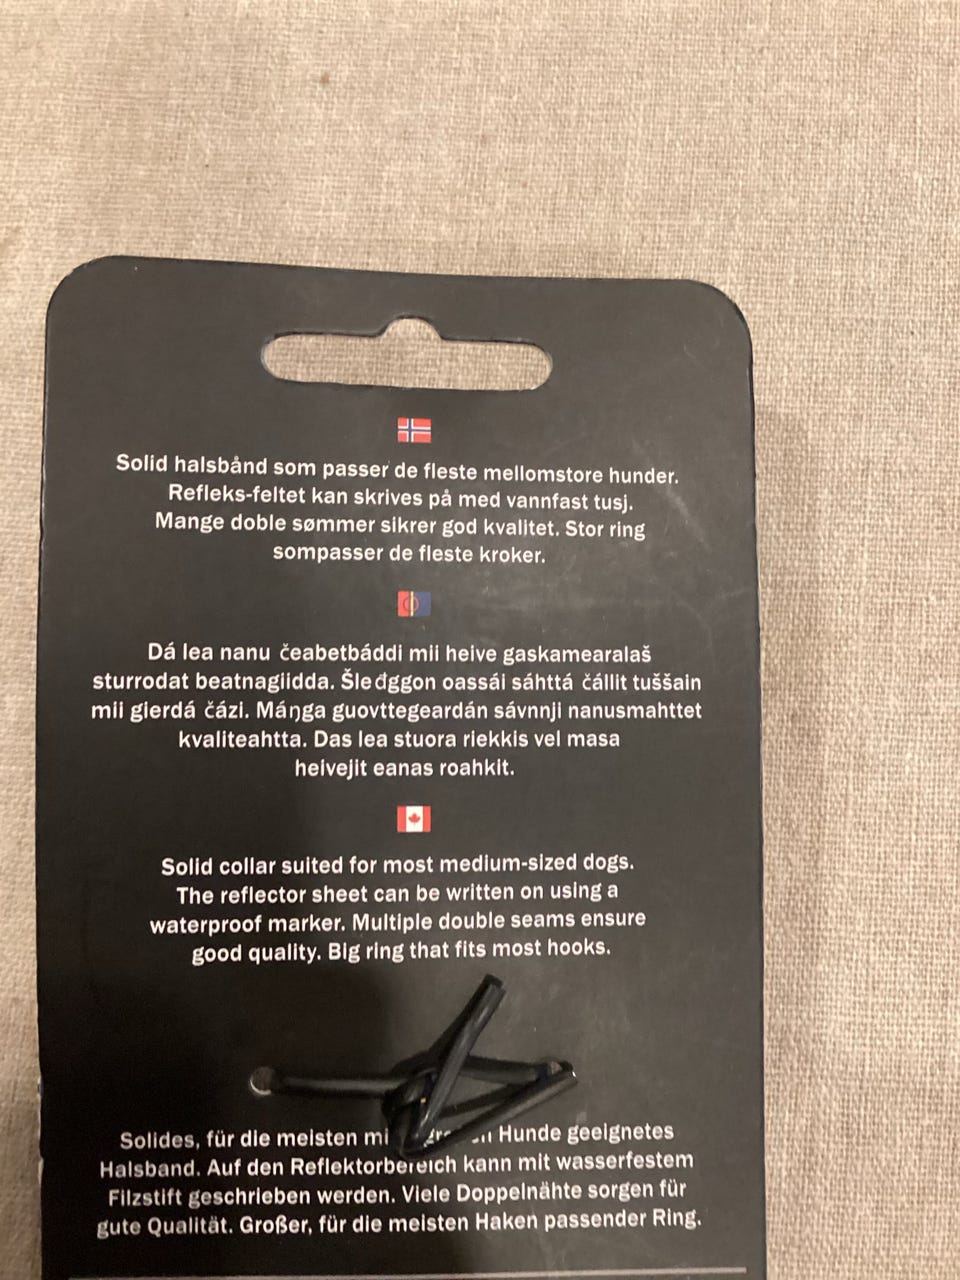 Solid halsbånd som passer de fleste mellomstore hunder.
Refleks-feltet kan skrives på med vannfast tusj.
Mange doble sømmer sikrer god kvalitet. Stor ring
sompasser de fleste kroker.
Dá lea nanu čeabetbáddi mii heive gaskamearalaš
sturrodat beatnagiidda. Šleđggon oassái sáhttá čállit tuššain
mii gierdá čázi. Máŋga guovttegeardán sávnnji nanusmahttet
kvaliteahtta. Das lea stuora riekkis vel masa
heivejit eanas roahkit.
Solid collar suited for most medium-sized dogs.
The reflector sheet can be written on using a
waterproof marker. Multiple double seams ensure
good quality. Big ring that fits most hooks.
Solides, für die meisten Hunde geeignetes
Halsband. Auf den Reflektorbereich kann mit wasserfestem
Filzstift geschrieben werden. Viele Doppelnähte sorgen für
gute Qualität. Großer, für die meisten Haken passender Ring.